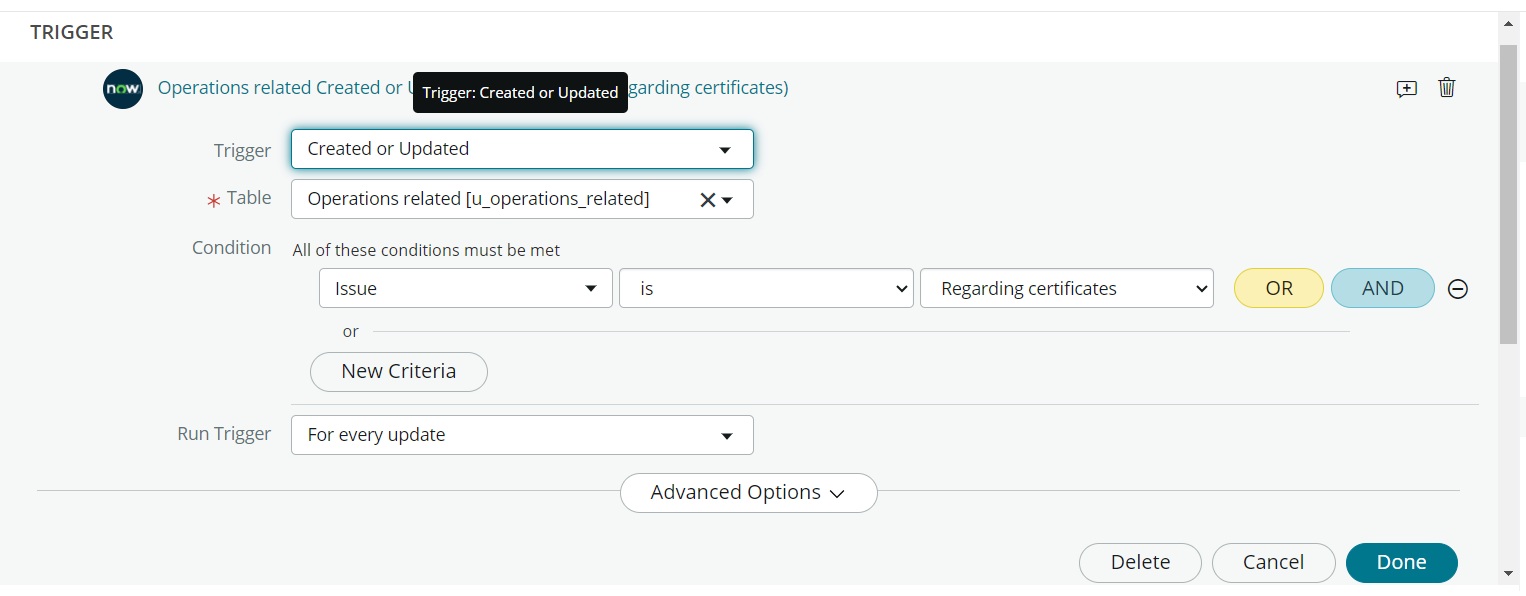 TRIGGER
now Operations related Created or Trigger: Created or Updated garding certificates)
Trigger Created or Updated
* Table Operations related [u_operations_related]
Condition All of these conditions must be met
Issue is Regarding certificates OR AND
or
New Criteria
Run Trigger For every update
Advanced Options
Delete Cancel Done